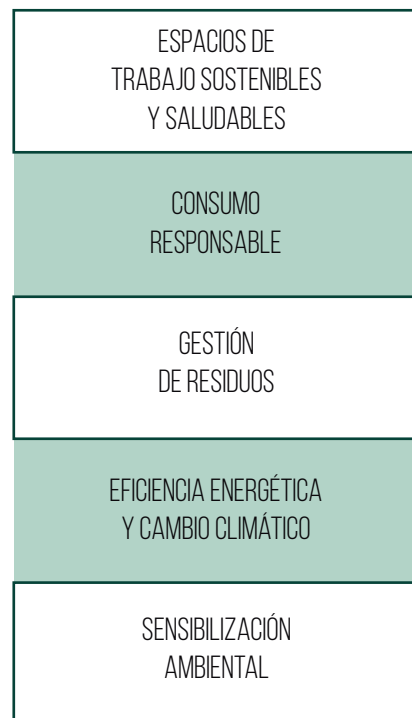 ESPACIOS DE
TRABAJO SOSTENIBLES
Y SALUDABLES
CONSUMO
RESPONSABLE
GESTIÓN
DE RESIDUOS
EFICIENCIA ENERGÉTICA
Y CAMBIO CLIMÁTICO
SENSIBILIZACIÓN
AMBIENTAL